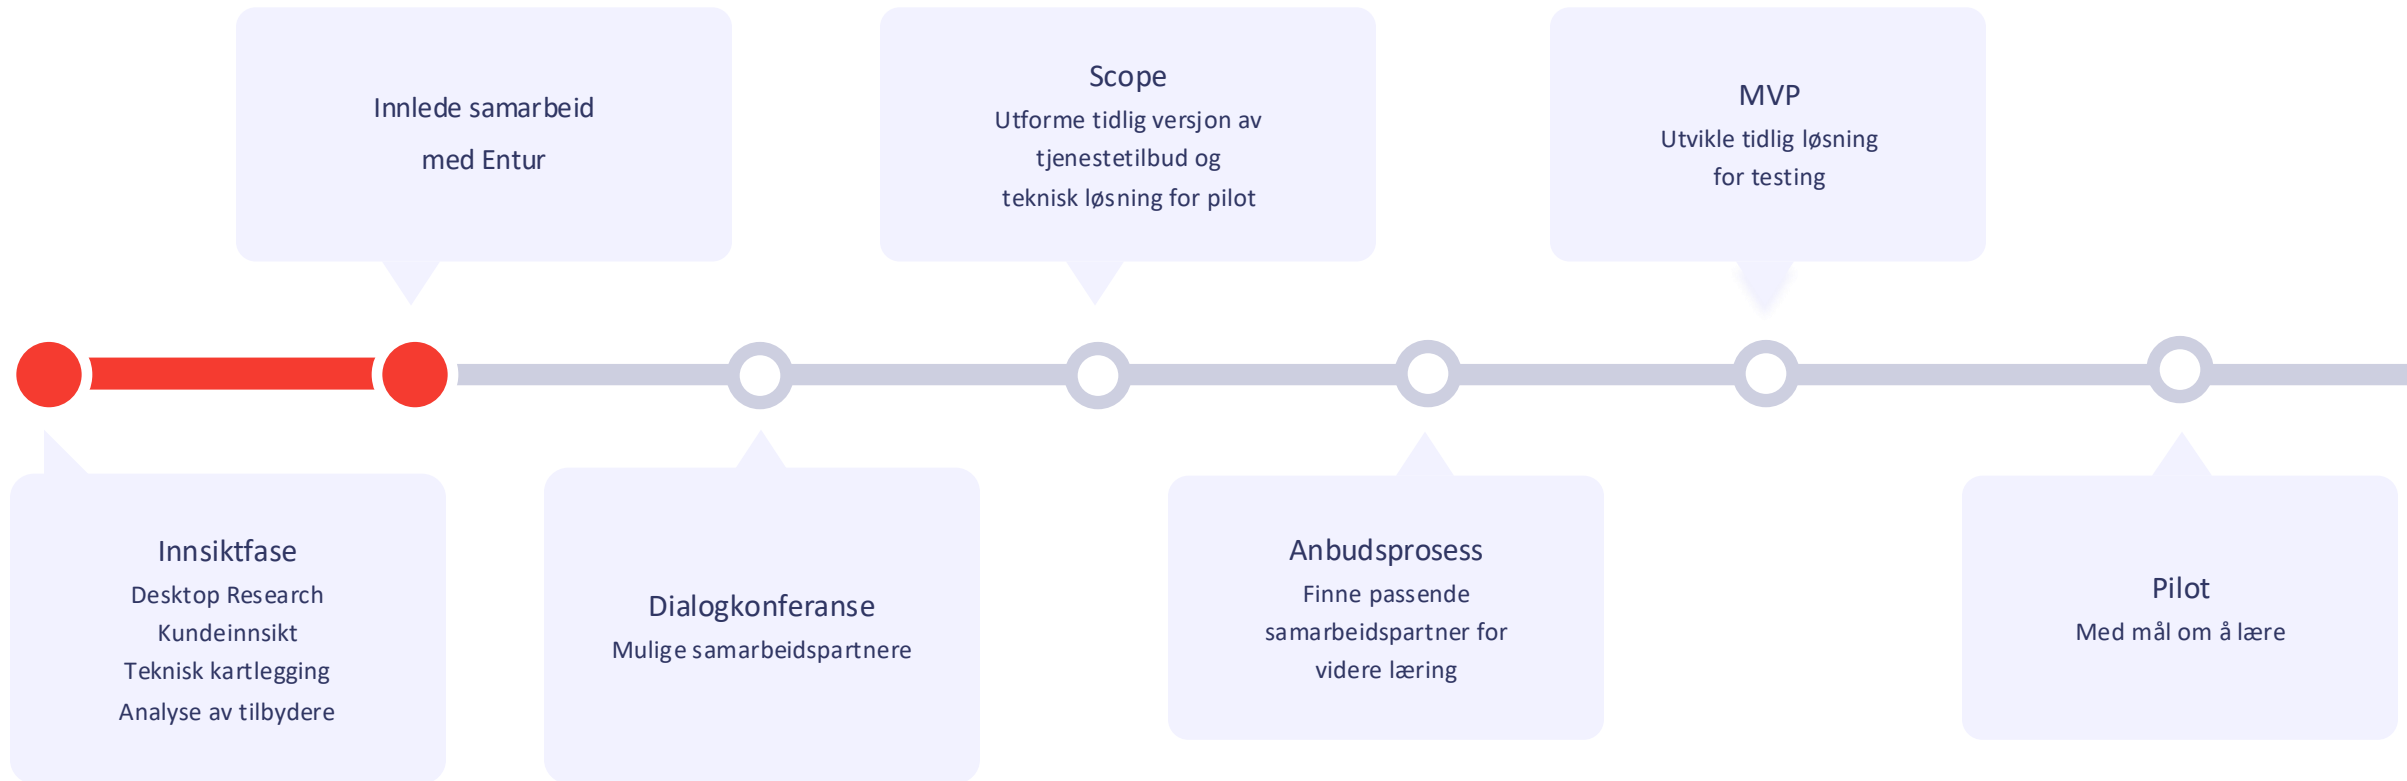 Innlede samarbeid
med Entur
Scope
Utforme tidlig versjon av
tjenestetilbud og
teknisk løsning for pilot
MVP
Utvikle tidlig løsning
for testing
Innsiktfase
Desktop Research
Kundeinnsikt
Teknisk kartlegging
Analyse av tilbydere
Dialogkonferanse
Mulige samarbeidspartnere
Anbudsprosess
Finne passende
samarbeidspartner for
videre læring
Pilot
Med mål om å lære